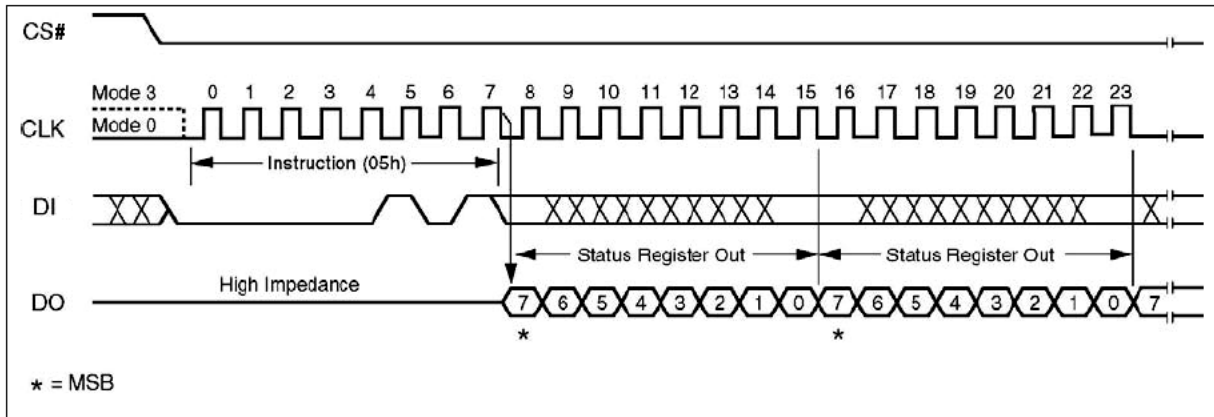 CS#
Mode 3
0 1 2 3 4 5 6 7 8 9 10 11 12 13 14 15 16 17 18 19 20 21 22 23
CLK
Mode 0
Instruction (05h)
DI
Status Register Out
Status Register Out
High Impedance
DO
7 6 5 4 3 2 1 0 7 6 5 4 3 2 1 0 7
* *
* = MSB